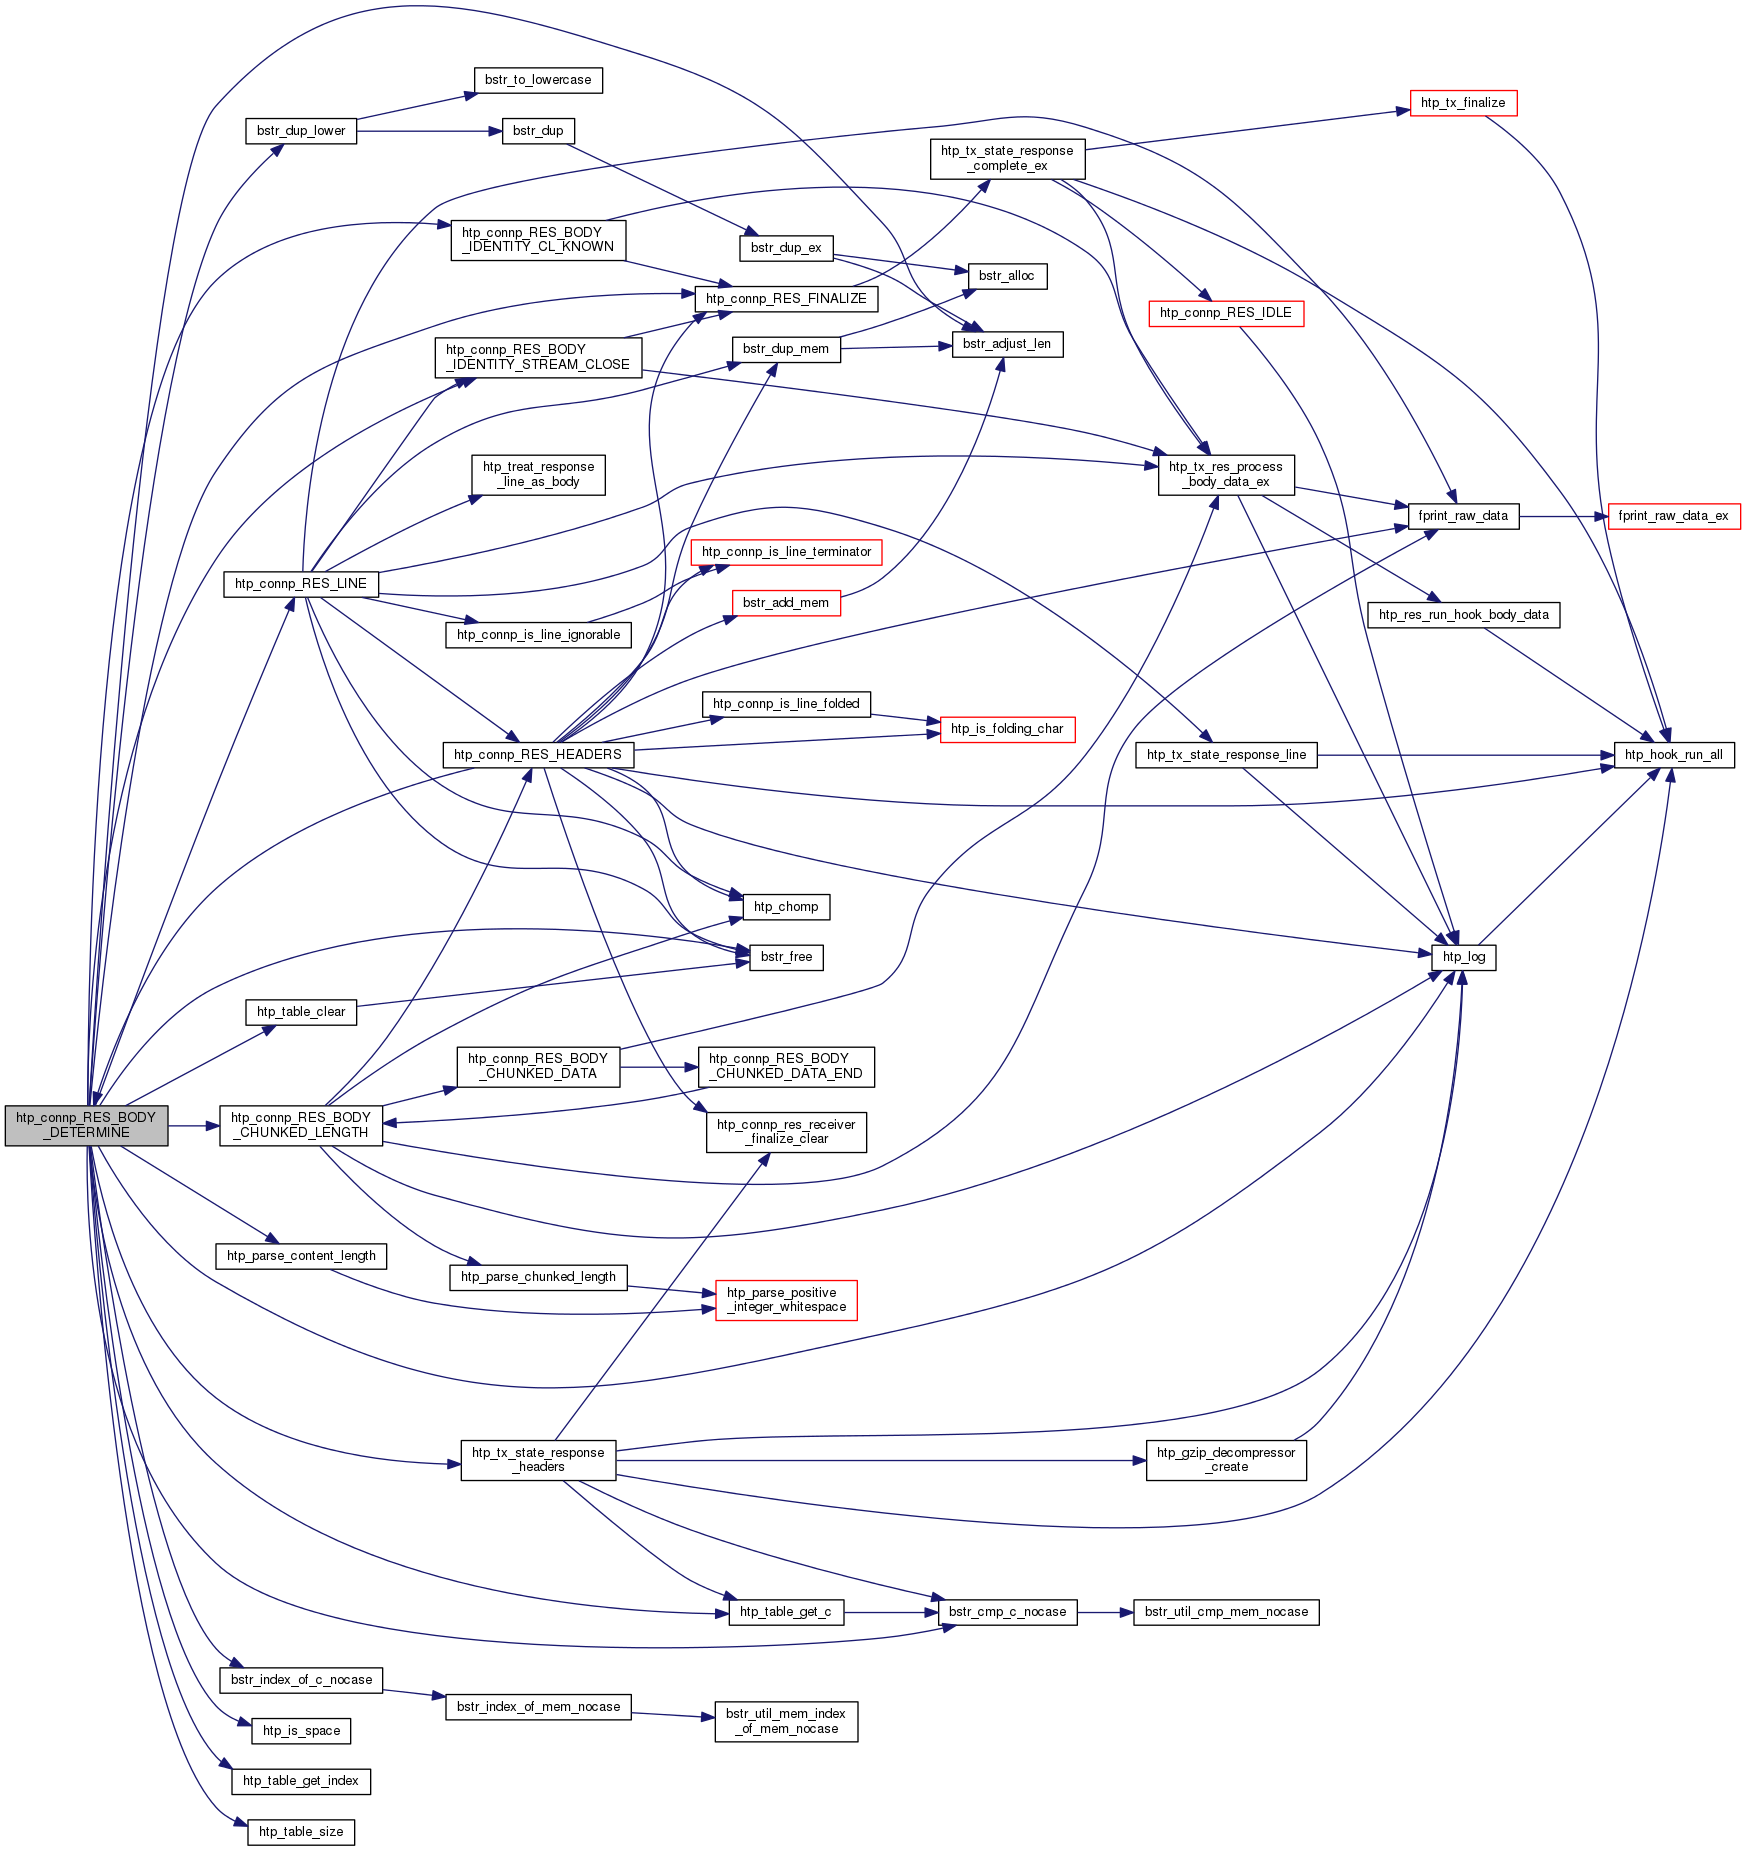 bstr_to_lowercase
htp_tx_finalize
bstr_dup_lower
bstr_dup
htp_tx_state_response
_complete_ex
htp_connp_RES_BODY
_IDENTITY_CL_KNOWN
bstr_dup_ex
bstr_alloc
htp_connp_RES_FINALIZE
htp_connp_RES_IDLE
bstr_adjust_len
bstr_dup_mem
htp_connp_RES_BODY
_IDENTITY_STREAM_CLOSE
htp_treat_response
_line_as_body
htp_tx_res_process
_body_data_ex
fprint_raw_data
fprint_raw_data_ex
htp_connp_is_line_terminator
htp_connp_RES_LINE
bstr_add_mem
htp_res_run_hook_body_data
htp_connp_is_line_ignorable
htp_connp_is_line_folded
htp_is_folding_char
htp_connp_RES_HEADERS
htp_tx_state_response_line
htp_hook_run_all
htp_chomp
bstr_free
htp_log
htp_table_clear
htp_connp_RES_BODY
_CHUNKED_DATA
htp_connp_RES_BODY
_CHUNKED_DATA_END
htp_connp_RES_BODY
_DETERMINE
htp_connp_RES_BODY
_CHUNKED_LENGTH
htp_connp_res_receiver
_finalize_clear
htp_parse_content_length
htp_parse_chunked_length
htp_parse_positive
_integer_whitespace
htp_tx_state_response
_headers
htp_gzip_decompressor
_create
htp_table_get_c
bstr_cmp_c_nocase
bstr_util_cmp_mem_nocase
bstr_index_of_c_nocase
bstr_index_of_mem_nocase
bstr_util_mem_index
_of_mem_nocase
htp_is_space
htp_table_get_index
htp_table_size